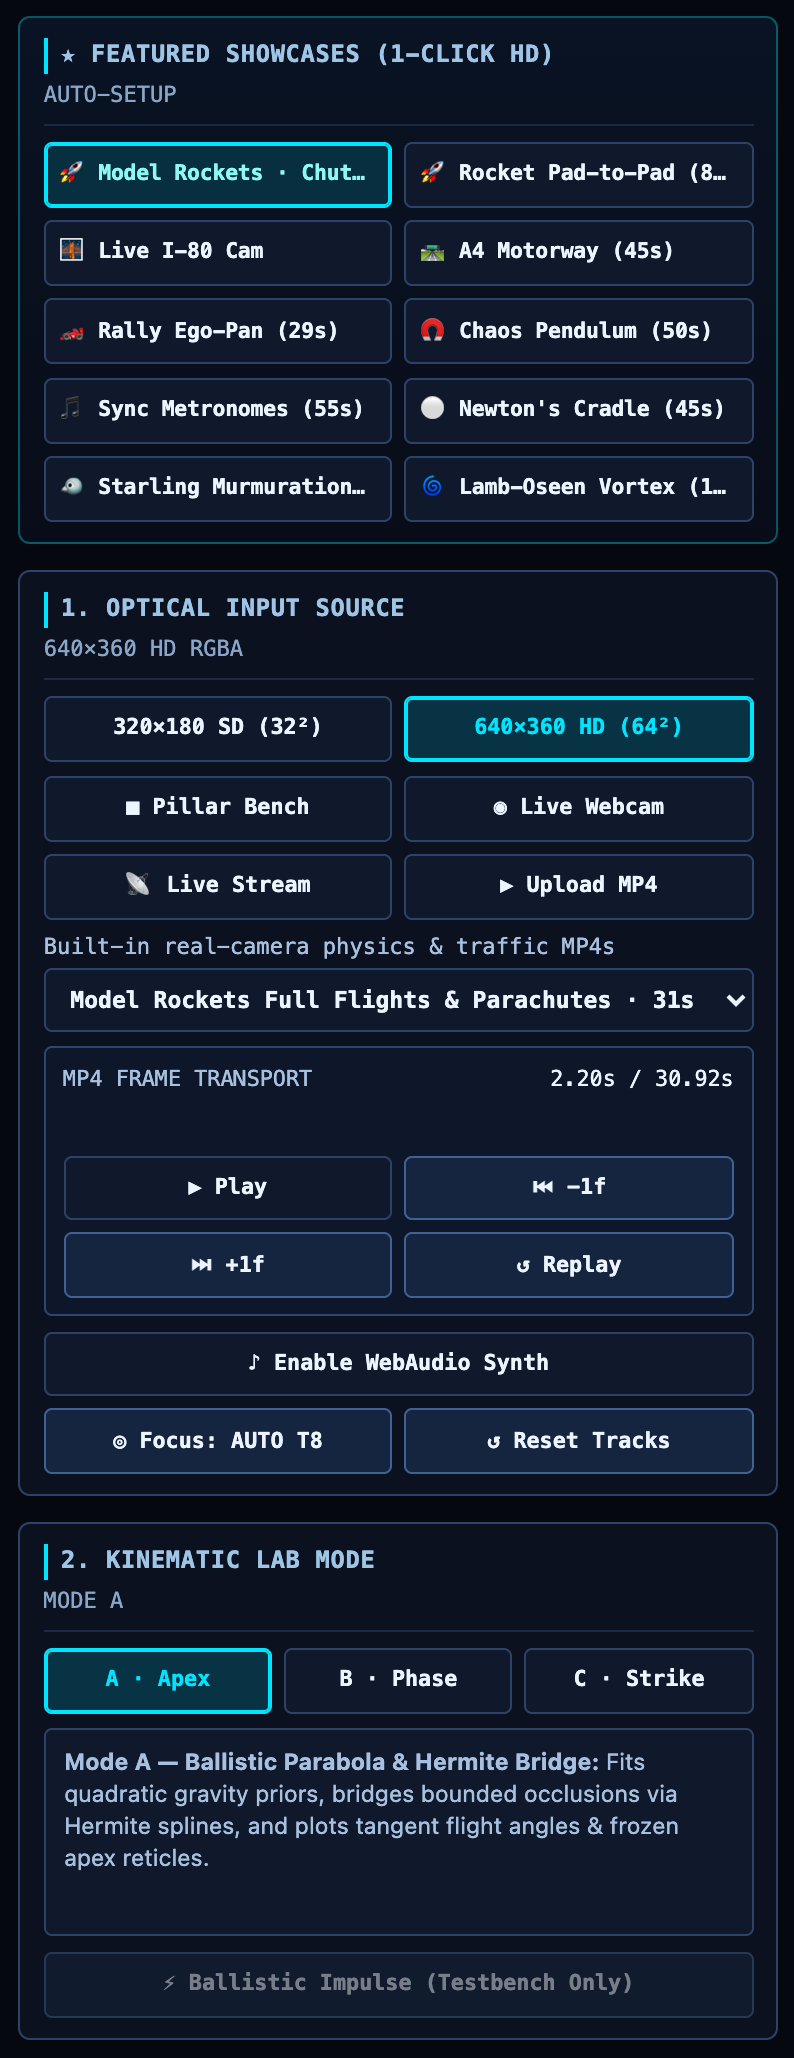 ★ FEATURED SHOWCASES (1-CLICK HD)
AUTO-SETUP
🚀 Model Rockets · Chut…
🚀 Rocket Pad-to-Pad (8…
🌉 Live I-80 Cam
🛣️ A4 Motorway (45s)
🏎️ Rally Ego-Pan (29s)
🧲 Chaos Pendulum (50s)
🎵 Sync Metronomes (55s)
⚪ Newton's Cradle (45s)
🐦 Starling Murmuration…
🌀 Lamb-Oseen Vortex (1…
1. OPTICAL INPUT SOURCE
640×360 HD RGBA
320×180 SD (32²)
640×360 HD (64²)
■ Pillar Bench
◉ Live Webcam
📡 Live Stream
▶ Upload MP4
Built-in real-camera physics & traffic MP4s
Model Rockets Full Flights & Parachutes · 31s
MP4 FRAME TRANSPORT
2.20s / 30.92s
▶ Play
⏮ -1f
⏭ +1f
↺ Replay
♪ Enable WebAudio Synth
◎ Focus: AUTO T8
↺ Reset Tracks
2. KINEMATIC LAB MODE
MODE A
A · Apex
B · Phase
C · Strike
Mode A — Ballistic Parabola & Hermite Bridge: Fits
quadratic gravity priors, bridges bounded occlusions via
Hermite splines, and plots tangent flight angles & frozen
apex reticles.
⚡ Ballistic Impulse (Testbench Only)